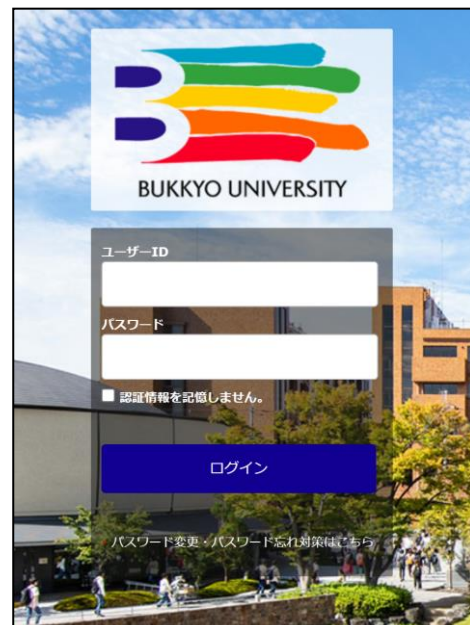 BUKKYO UNIVERSITY
ユーザーID
パスワード
認証情報を記憶しません。
ログイン
パスワード変更・パスワード忘れ対策はこちら